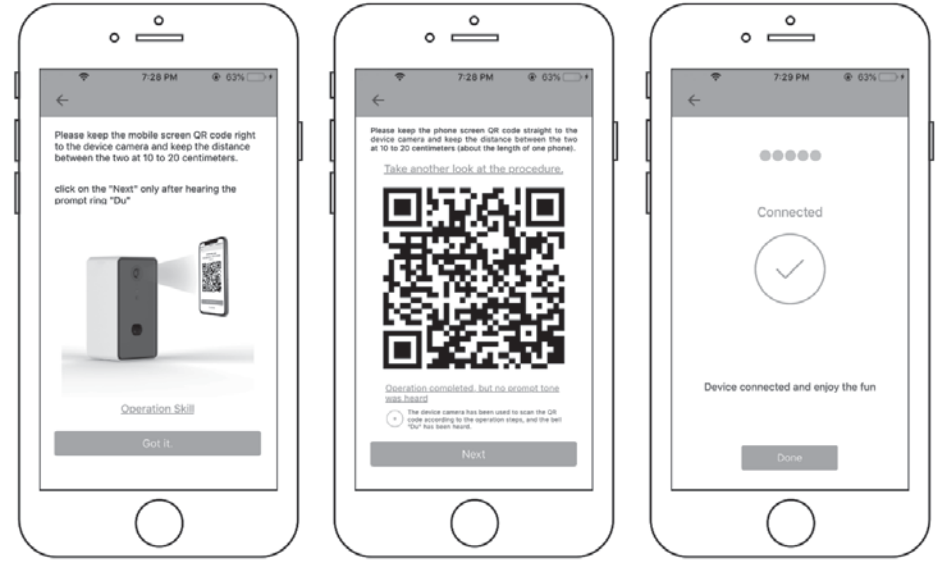 7:28 PM
63%
Please keep the mobile screen QR code right
to the device camera and keep the distance
between the two at 10 to 20 centimeters.
click on the "Next" only after hearing the
prompt ring "Du"
Operation Skill
Got it.
7:28 PM
63%
Please keep the phone screen QR code straight to the
device camera and keep the distance between the two
at 10 to 20 centimeters (about the length of one phone).
Take another look at the procedure.
Operation completed, but no prompt tone
was heard
The device camera has been used to scan the QR
code according to the operation steps, and the bell
"Du" has been heard.
Next
7:29 PM
63%
Connected
Device connected and enjoy the fun
Done